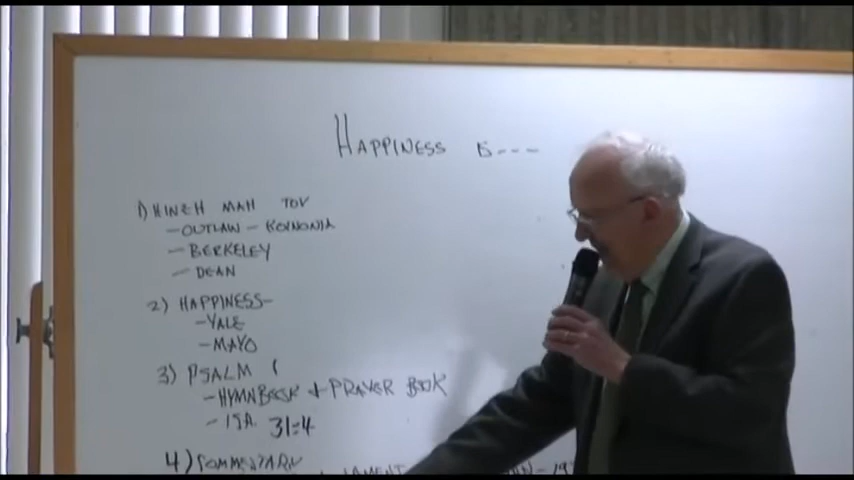 HAPPINESS IS---
1) HINEH MAH TOV
- OUTLAW - KOINONIA
- BERKELEY
- DEAN
2) HAPPINESS-
- YALE
- MAYO
3) PSALM 1
- HYMNBOOK + PRAYER BOOK
- ISA. 31:4
4) COMMENTARY
LAMENT